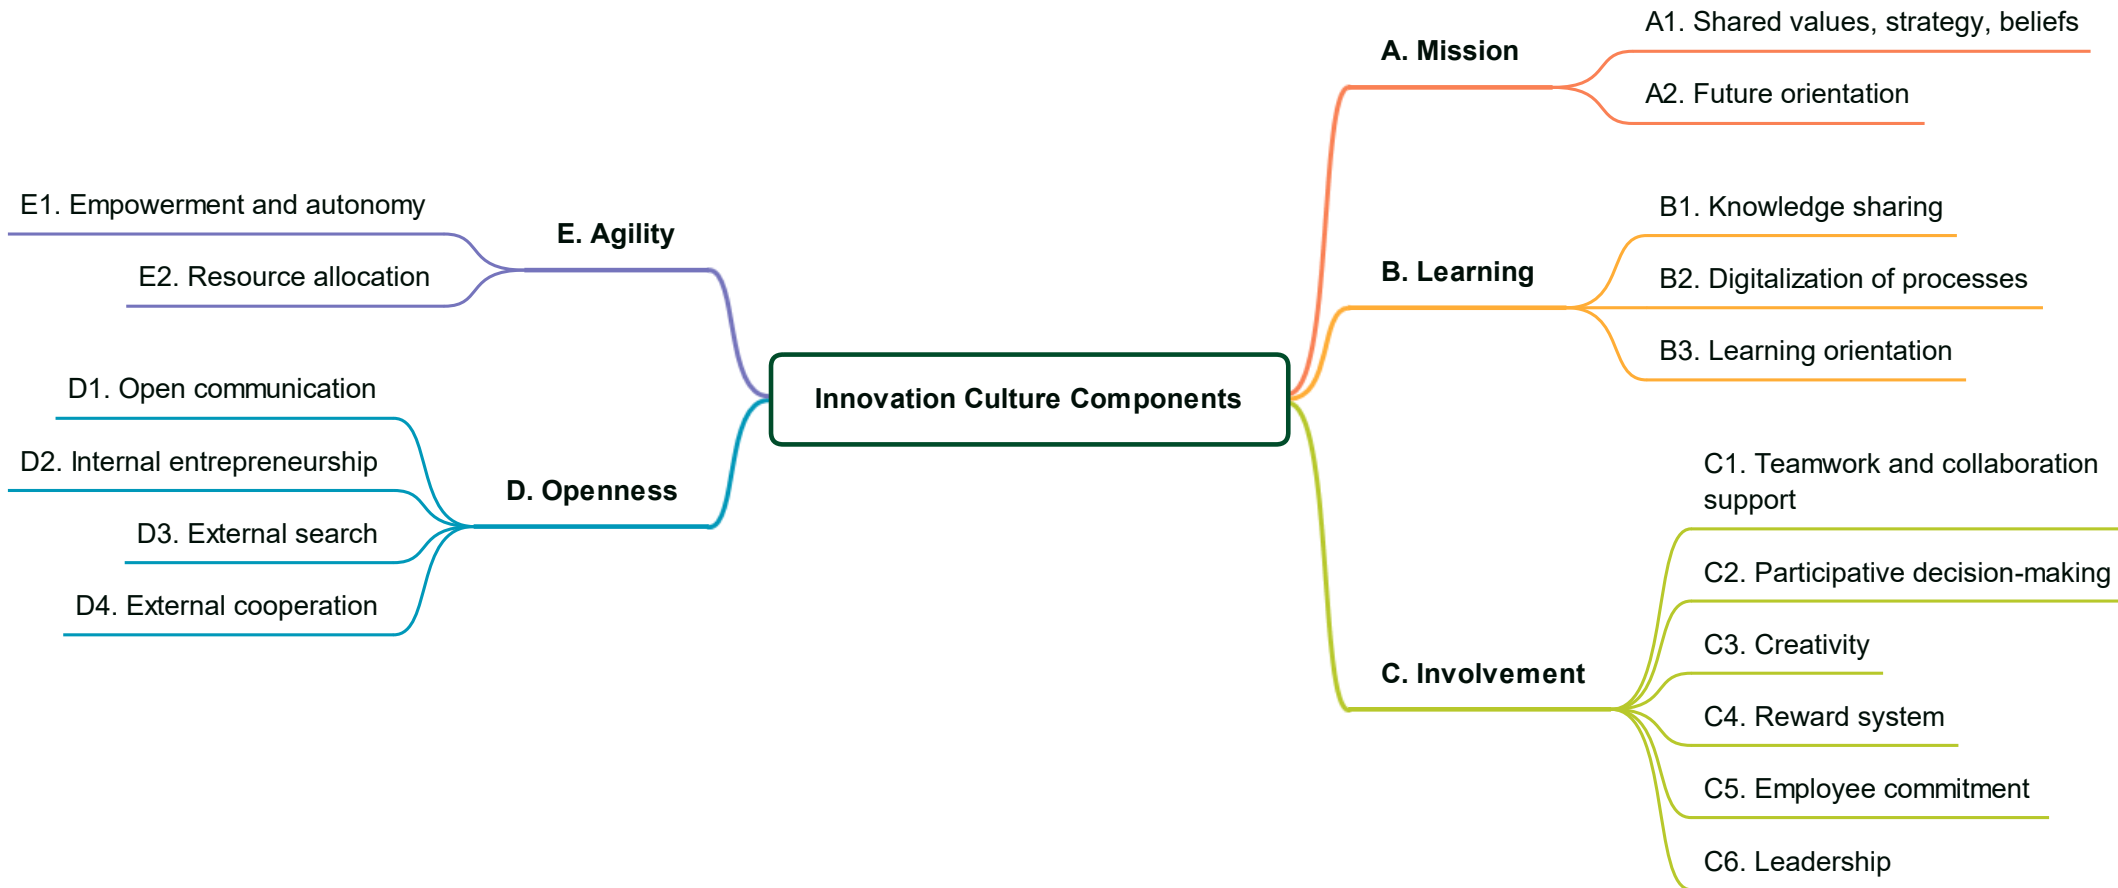 Innovation Culture Components
A. Mission
A1. Shared values, strategy, beliefs
A2. Future orientation
B. Learning
B1. Knowledge sharing
B2. Digitalization of processes
B3. Learning orientation
C. Involvement
C1. Teamwork and collaboration
support
C2. Participative decision-making
C3. Creativity
C4. Reward system
C5. Employee commitment
C6. Leadership
D. Openness
D1. Open communication
D2. Internal entrepreneurship
D3. External search
D4. External cooperation
E. Agility
E1. Empowerment and autonomy
E2. Resource allocation